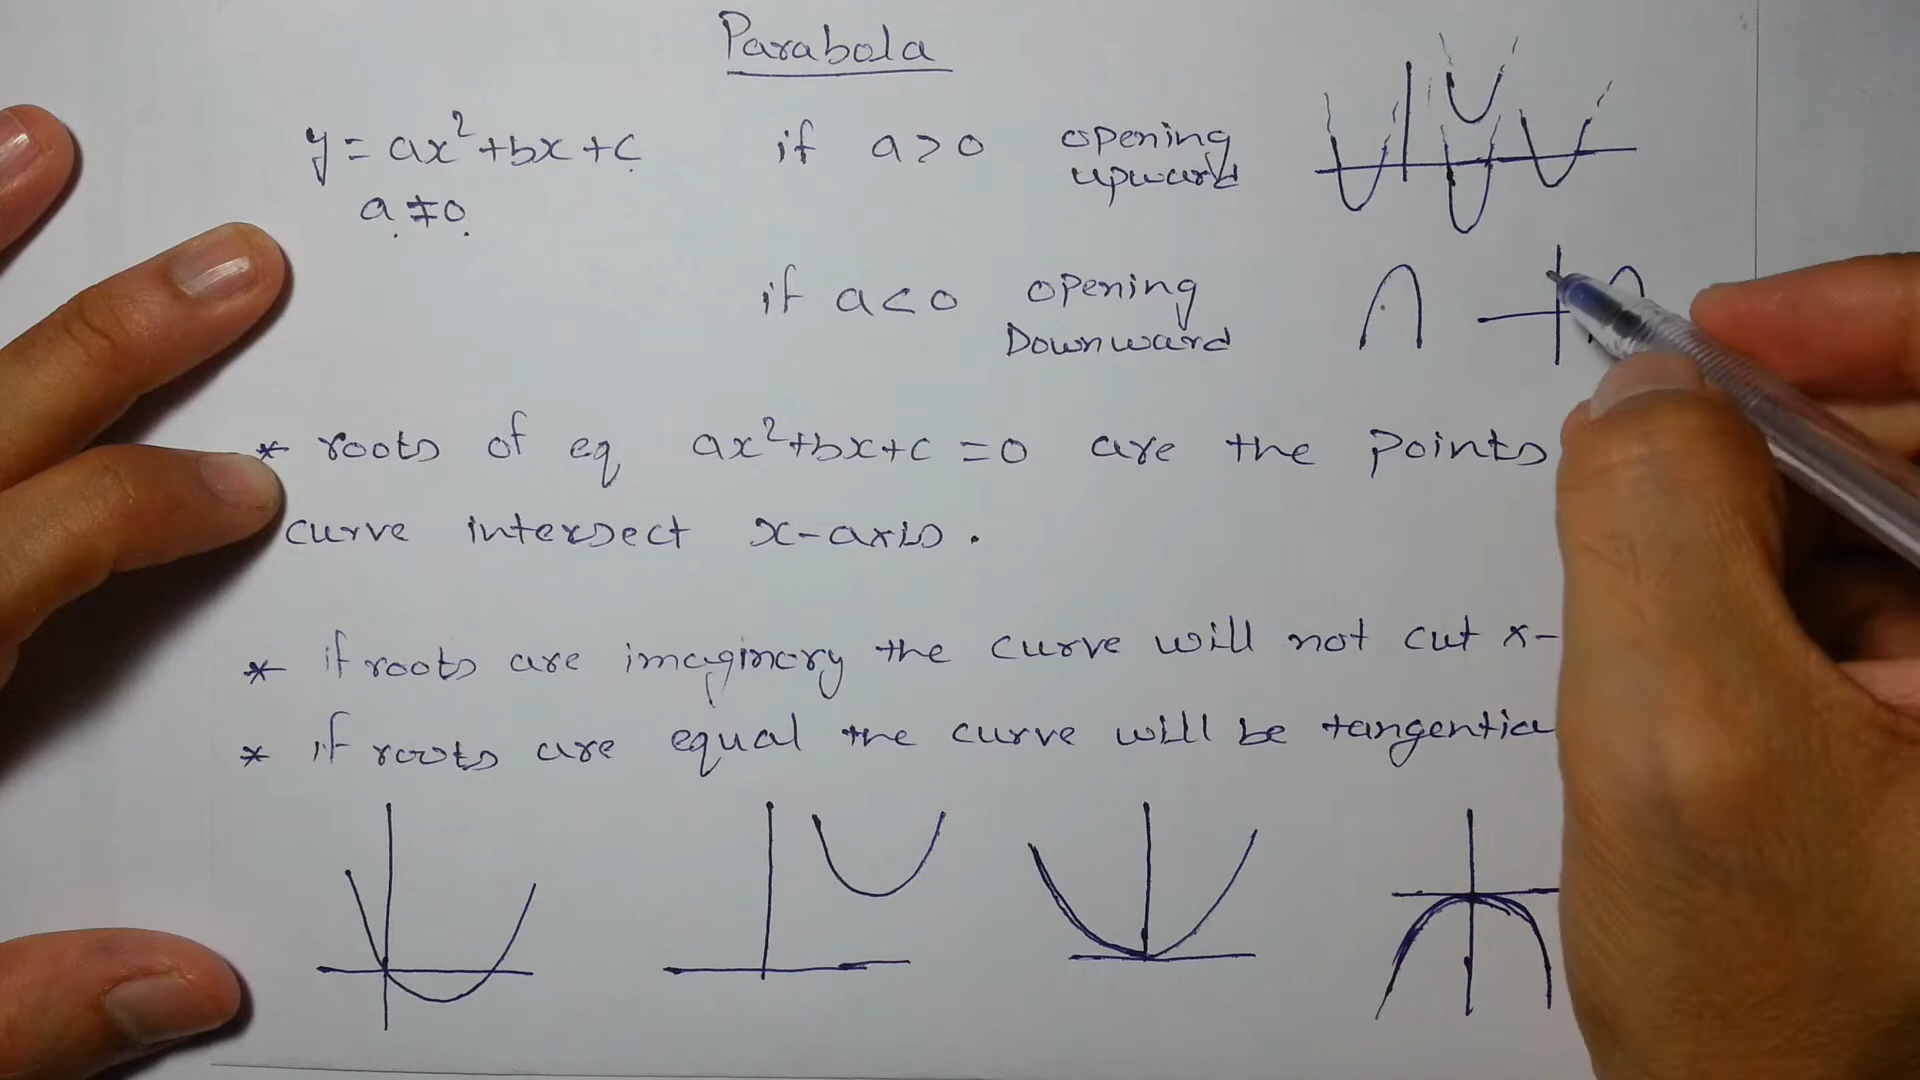 Parabola
y = ax²+bx+c if a>0 opening upward
a ≠ 0
if a<0 opening Downward
* roots of eq ax²+bx+c = 0 are the points
curve intersect x-axis.
* if roots are imaginary the curve will not cut x-
* if roots are equal the curve will be tangentia